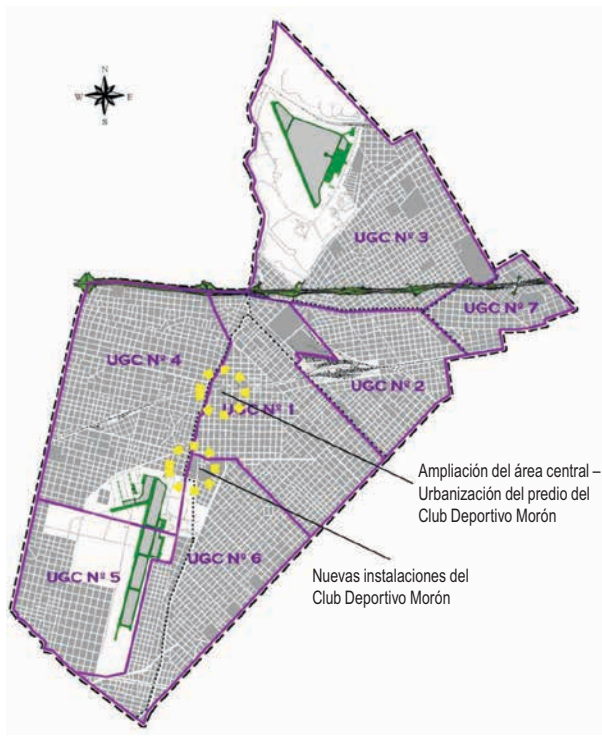 N
W E
S
UGC Nº 3
UGC Nº 7
UGC Nº 4
UGC Nº 2
UGC Nº 1
Ampliación del área central –
Urbanización del predio del
Club Deportivo Morón
UGC Nº 5
UGC Nº 6
Nuevas instalaciones del
Club Deportivo Morón